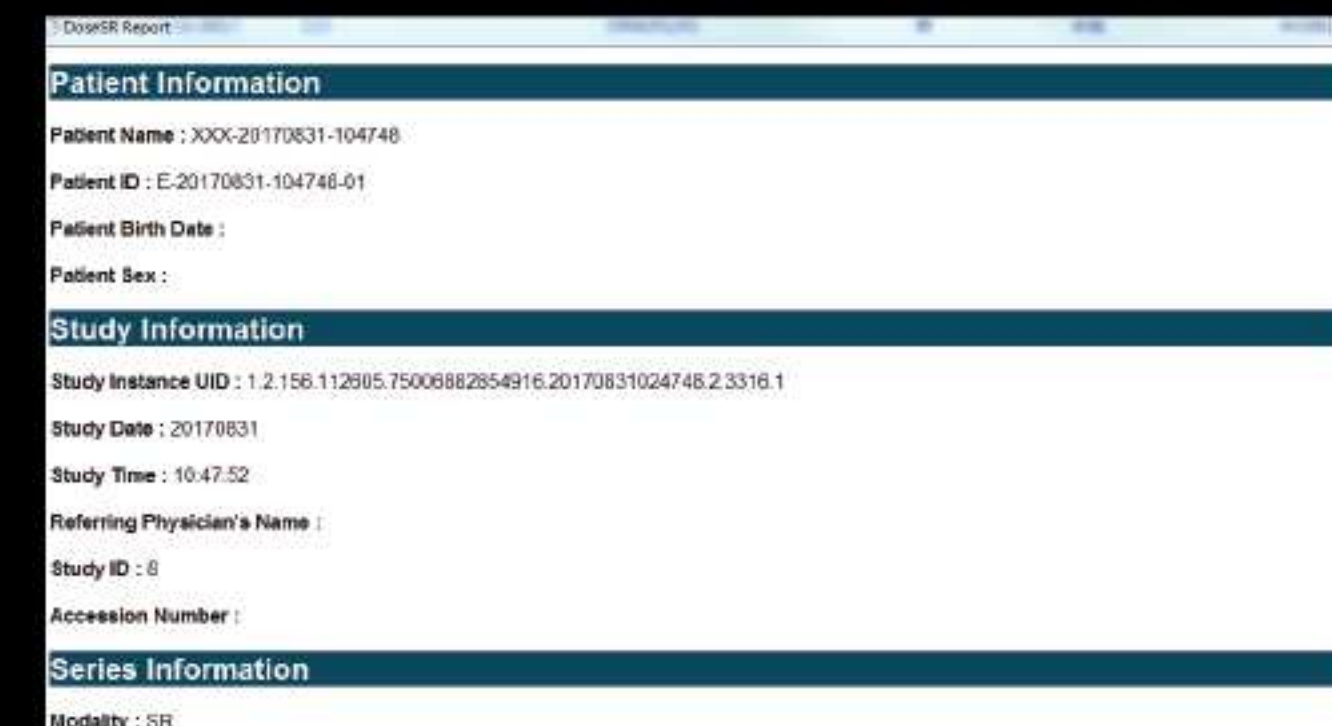 DoseSR Report
Patient Information
Patient Name : XXX-20170831-104748
Patient ID : E-20170831-104748-01
Patient Birth Date :
Patient Sex :
Study Information
Study Instance UID : 1.2.156.112605.75006882854916.20170831024748.2.3316.1
Study Date : 20170831
Study Time : 10:47:52
Referring Physician's Name :
Study ID : 8
Accession Number :
Series Information
Modality : SR